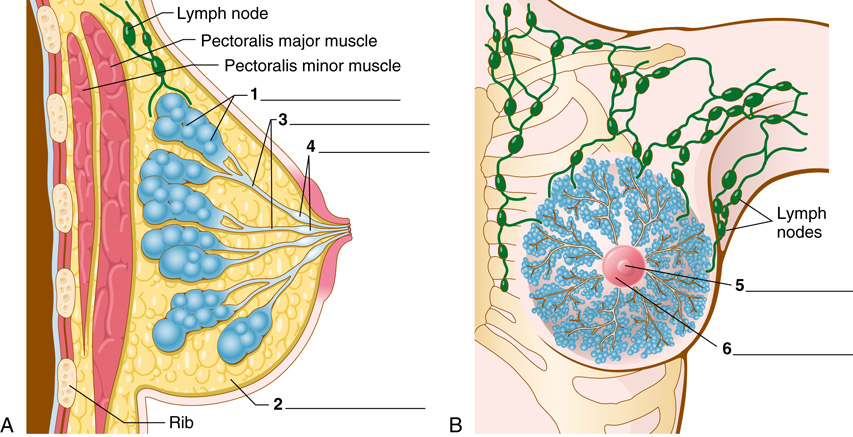 Lymph node
Pectoralis major muscle
Pectoralis minor muscle
1
3
4
2
Rib
A
Lymph
nodes
5
6
B